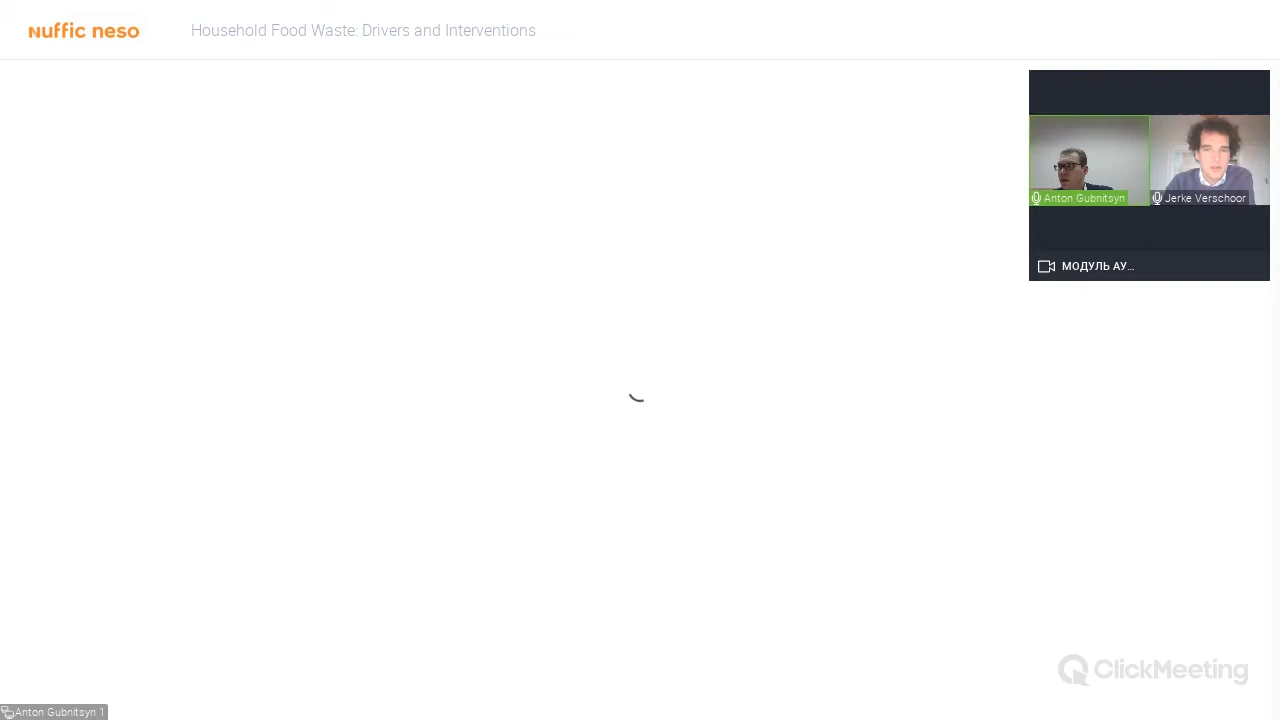 nuffic neso
Household Food Waste: Drivers and Interventions
Anton Gubnitsyn
Jerke Verschoor
МОДУЛЬ АУ...
ClickMeeting
Anton Gubnitsyn 1